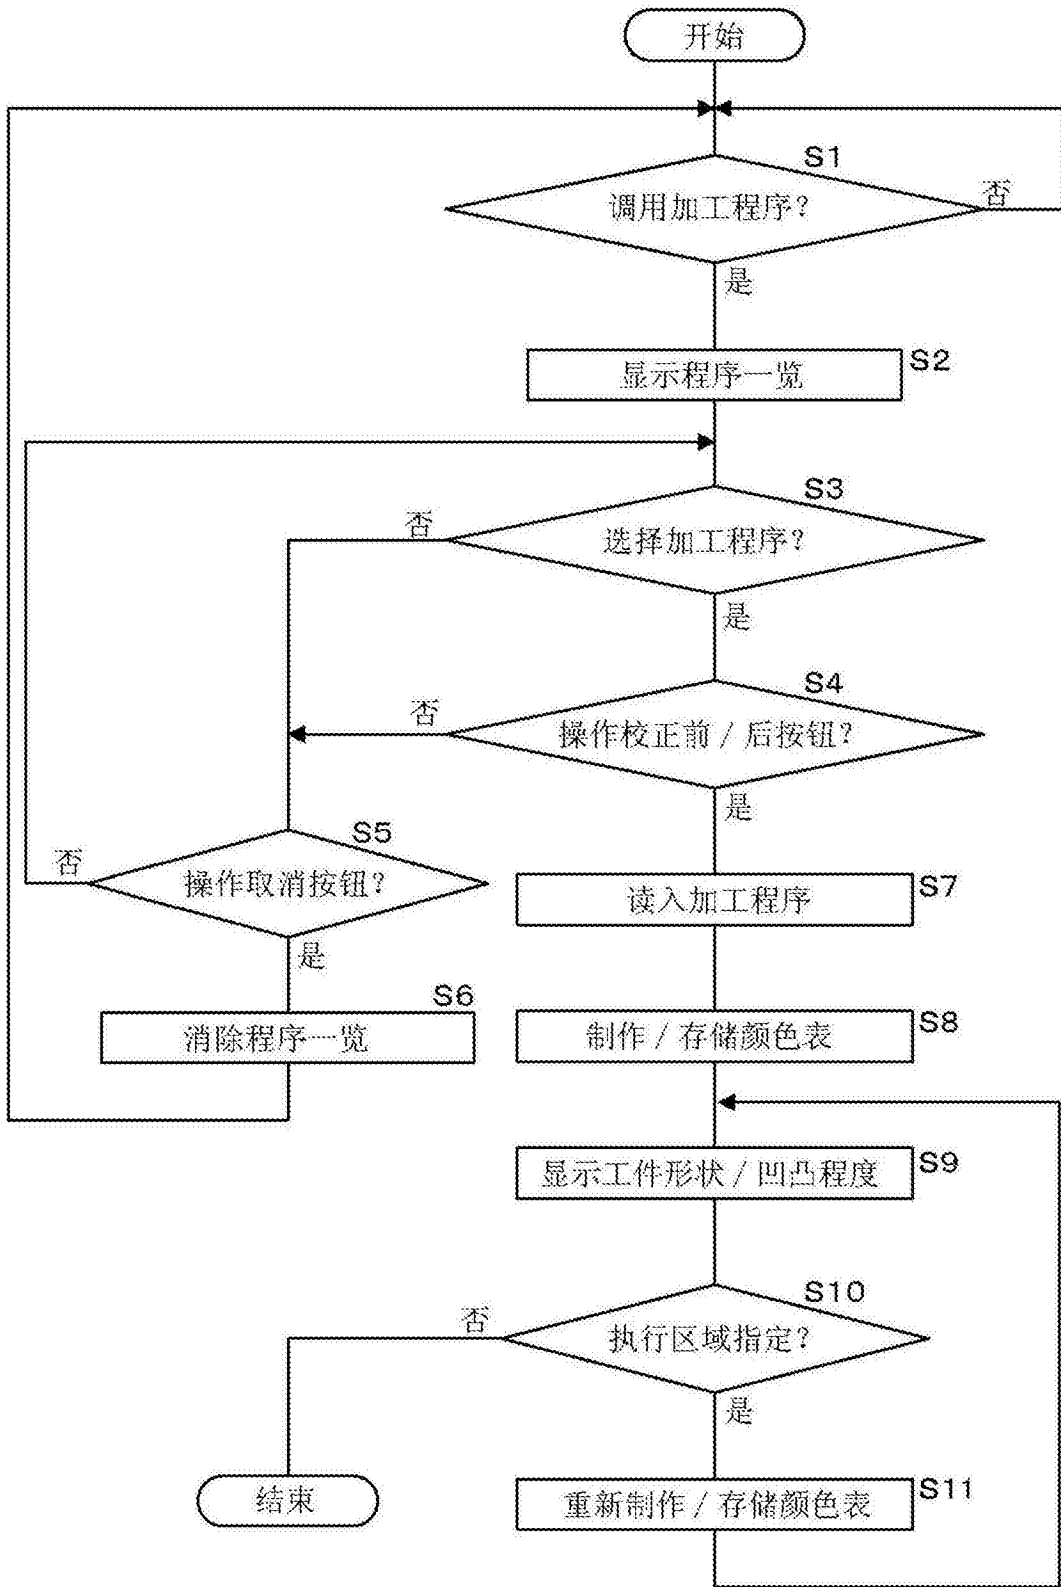 开始
S1
调用加工程序?
否
是
S2
显示程序一览
S3
否
选择加工程序?
是
S4
否
操作校正前/后按钮?
是
S5
否
操作取消按钮?
是
S7
读入加工程序
S6
消除程序一览
S8
制作/存储颜色表
S9
显示工件形状/凹凸程度
S10
否
执行区域指定?
是
结束
S11
重新制作/存储颜色表